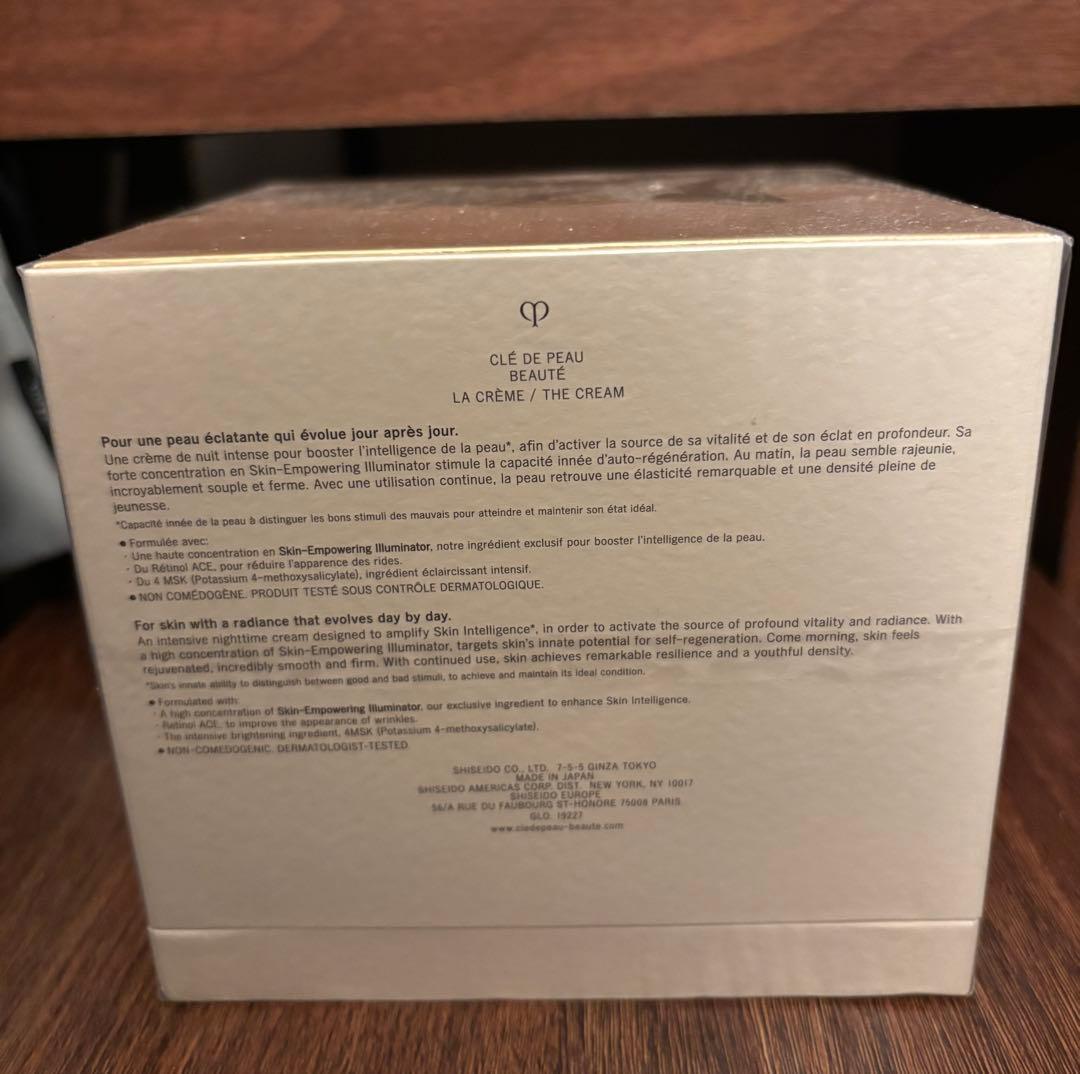 CLÉ DE PEAU
BEAUTÉ
LA CRÈME / THE CREAM
Pour une peau éclatante qui évolue jour après jour.
Une crème de nuit intense pour booster l'intelligence de la peau*, afin d'activer la source de sa vitalité et de son éclat en profondeur. Sa
forte concentration en Skin-Empowering Illuminator stimule la capacité innée d'auto-régénération. Au matin, la peau semble rajeunie,
incroyablement souple et ferme. Avec une utilisation continue, la peau retrouve une élasticité remarquable et une densité pleine de
jeunesse.
*Capacité innée de la peau à distinguer les bons stimuli des mauvais pour atteindre et maintenir son état idéal.
● Formulée avec:
· Une haute concentration en Skin-Empowering Illuminator, notre ingrédient exclusif pour booster l'intelligence de la peau.
· Du Rétinol ACE, pour réduire l'apparence des rides.
· Du 4 MSK (Potassium 4-methoxysalicylate), ingrédient éclaircissant intensif.
● NON COMÉDOGÈNE. PRODUIT TESTÉ SOUS CONTRÔLE DERMATOLOGIQUE.
For skin with a radiance that evolves day by day.
An intensive nighttime cream designed to amplify Skin Intelligence*, in order to activate the source of profound vitality and radiance. With
a high concentration of Skin-Empowering Illuminator, targets skin's innate potential for self-regeneration. Come morning, skin feels
rejuvenated, incredibly smooth and firm. With continued use, skin achieves remarkable resilience and a youthful density.
*Skin's innate ability to distinguish between good and bad stimuli, to achieve and maintain its ideal condition.
● Formulated with:
· A high concentration of Skin-Empowering Illuminator, our exclusive ingredient to enhance Skin Intelligence.
· Retinol ACE, to improve the appearance of wrinkles.
· The intensive brightening ingredient, 4MSK (Potassium 4-methoxysalicylate).
● NON-COMEDOGENIC. DERMATOLOGIST-TESTED.
SHISEIDO CO., LTD. 7-5-5 GINZA TOKYO
MADE IN JAPAN
SHISEIDO AMERICAS CORP. DIST. NEW YORK, NY 10017
SHISEIDO EUROPE
56/A RUE DU FAUBOURG ST-HONORE 75008 PARIS
GLO. 19227
www.cledepeau-beaute.com